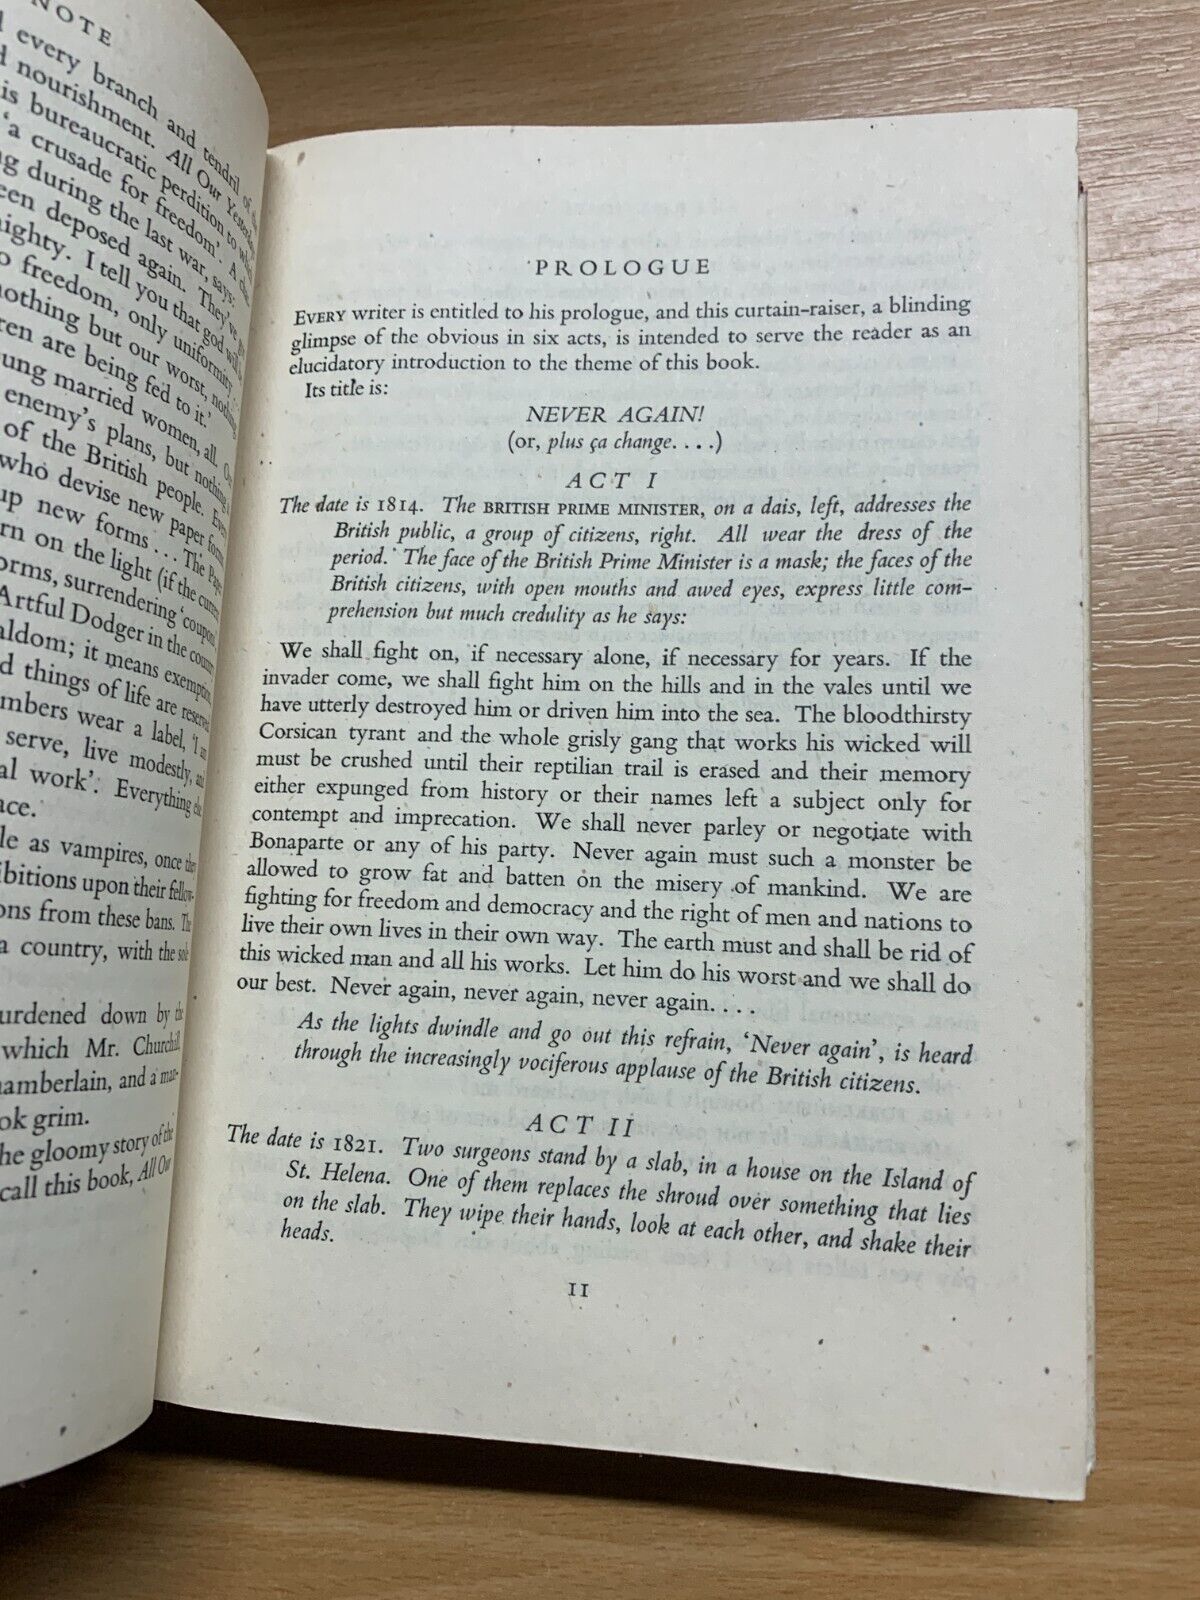 NOTE
every branch and tendril of the
nourishment. All Our Yesterdays
is bureaucratic perdition to which
'a crusade for freedom'. A
during the last war, says:
deposed again. They've
mighty. I tell you that god will
freedom, only uniformity
nothing but our worst, nothing
are being fed to it.'
young married women, all.
enemy's plans, but nothing
of the British people.
who devise new paper forms
up new forms . . . The
on the light (if the current
forms, surrendering 'coupon
Artful Dodger in the country
it means exemption
things of life are reserved
wear a label, 'I am
serve, live modestly, and
work': Everything else

as vampires, once they
upon their fellow-
from these bans. The
a country, with the sole
burdened down by the
which Mr. Churchill,
Chamberlain, and a mar-
grim.
the gloomy story of the
call this book, All Our
PROLOGUE
EVERY writer is entitled to his prologue, and this curtain-raiser, a blinding
glimpse of the obvious in six acts, is intended to serve the reader as an
elucidatory introduction to the theme of this book.
Its title is:
NEVER AGAIN!
(or, plus ça change. . . .)
ACT I
The date is 1814. The BRITISH PRIME MINISTER, on a dais, left, addresses the
British public, a group of citizens, right. All wear the dress of the
period. The face of the British Prime Minister is a mask; the faces of the
British citizens, with open mouths and awed eyes, express little com-
prehension but much credulity as he says:
We shall fight on, if necessary alone, if necessary for years. If the
invader come, we shall fight him on the hills and in the vales until we
have utterly destroyed him or driven him into the sea. The bloodthirsty
Corsican tyrant and the whole grisly gang that works his wicked will
must be crushed until their reptilian trail is erased and their memory
either expunged from history or their names left a subject only for
contempt and imprecation. We shall never parley or negotiate with
Bonaparte or any of his party. Never again must such a monster be
allowed to grow fat and batten on the misery of mankind. We are
fighting for freedom and democracy and the right of men and nations to
live their own lives in their own way. The earth must and shall be rid of
this wicked man and all his works. Let him do his worst and we shall do
our best. Never again, never again, never again. . . .
As the lights dwindle and go out this refrain, 'Never again', is heard
through the increasingly vociferous applause of the British citizens.
ACT II
The date is 1821. Two surgeons stand by a slab, in a house on the Island of
St. Helena. One of them replaces the shroud over something that lies
on the slab. They wipe their hands, look at each other, and shake their
heads.
11